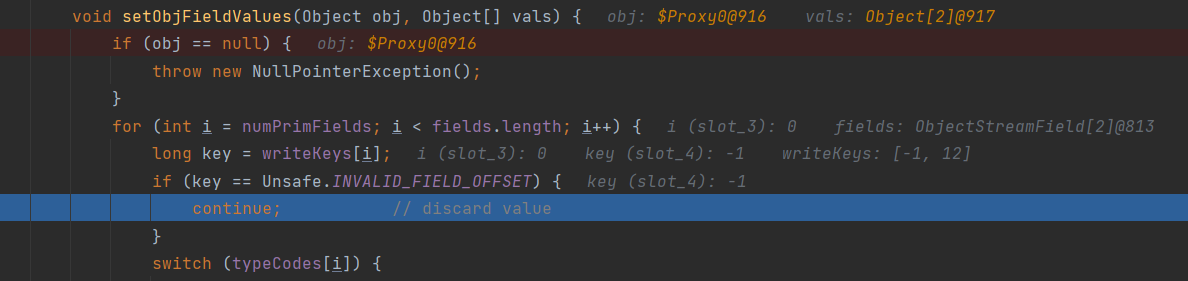 void setObjFieldValues(Object obj, Object[] vals) {   obj: $Proxy0@916    vals: Object[2]@917
if (obj == null) {   obj: $Proxy0@916
throw new NullPointerException();
}
for (int i = numPrimFields; i < fields.length; i++) {   i (slot_3): 0    fields: ObjectStreamField[2]@813
long key = writeKeys[i];   i (slot_3): 0    key (slot_4): -1    writeKeys: [-1, 12]
if (key == Unsafe.INVALID_FIELD_OFFSET) {   key (slot_4): -1
continue;           // discard value
}
switch (typeCodes[i]) {